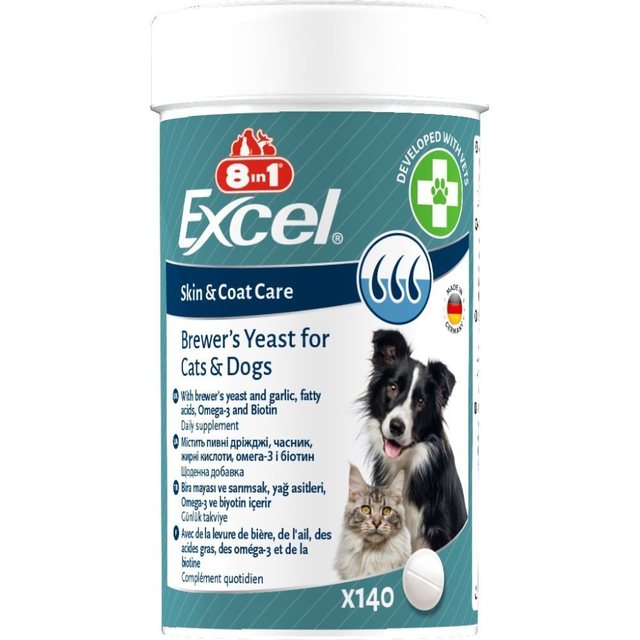 8in1®
Excel®
DEVELOPED WITH VETS
Skin & Coat Care
MADE IN GERMANY
Brewer's Yeast for
Cats & Dogs
With brewer's yeast and garlic, fatty
acids, Omega-3 and Biotin
Daily supplement
Містить пивні дріжджі, часник,
жирні кислоти, омега-3 і біотин
Щоденна добавка
Bira mayası ve sarımsak, yağ asitleri,
Omega-3 ve biyotin içerir
Günlük takviye
Avec de la levure de bière, de l'ail, des
acides gras, des oméga-3 et de la
biotine
Complément quotidien
X140